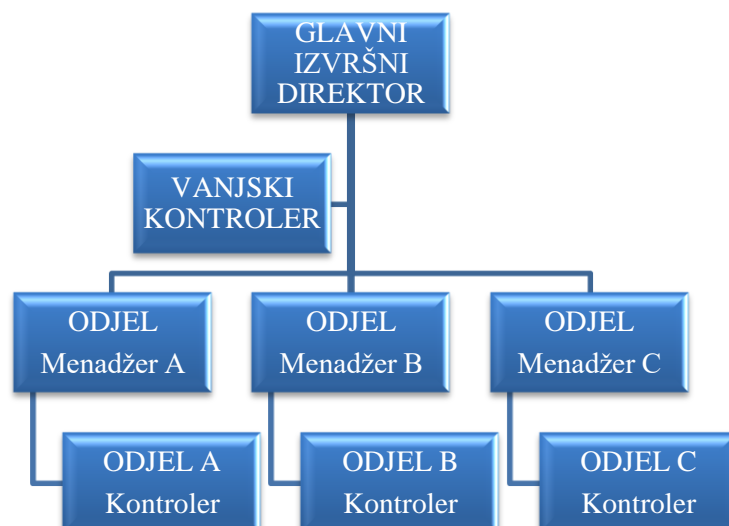 GLAVNI
IZVRŠNI
DIREKTOR
VANJSKI
KONTROLER
ODJEL
Menadžer A
ODJEL
Menadžer B
ODJEL
Menadžer C
ODJEL A
Kontroler
ODJEL B
Kontroler
ODJEL C
Kontroler